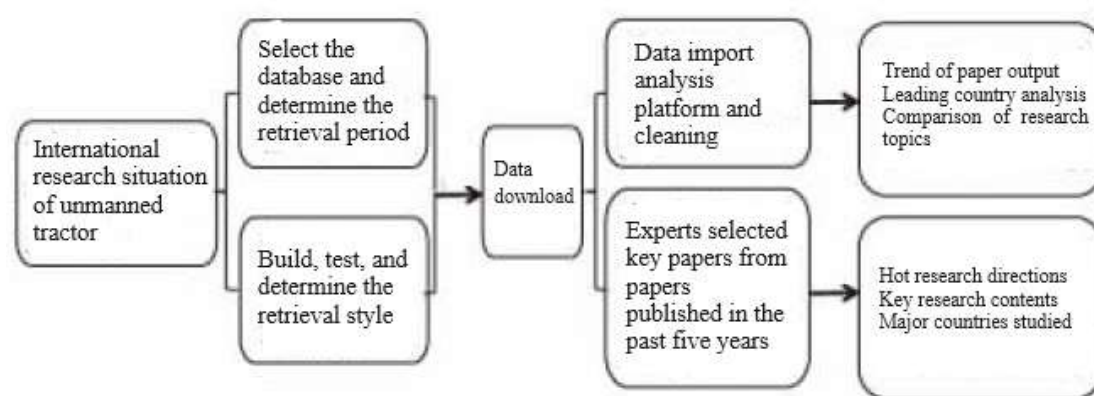 International
research situation
of unmanned
tractor
Select the
database and
determine the
retrieval period
Build, test, and
determine the
retrieval style
Data
download
Data import
analysis
platform and
cleaning
Experts selected
key papers from
papers
published in the
past five years
Trend of paper output
Leading country analysis
Comparison of research
topics
Hot research directions
Key research contents
Major countries studied